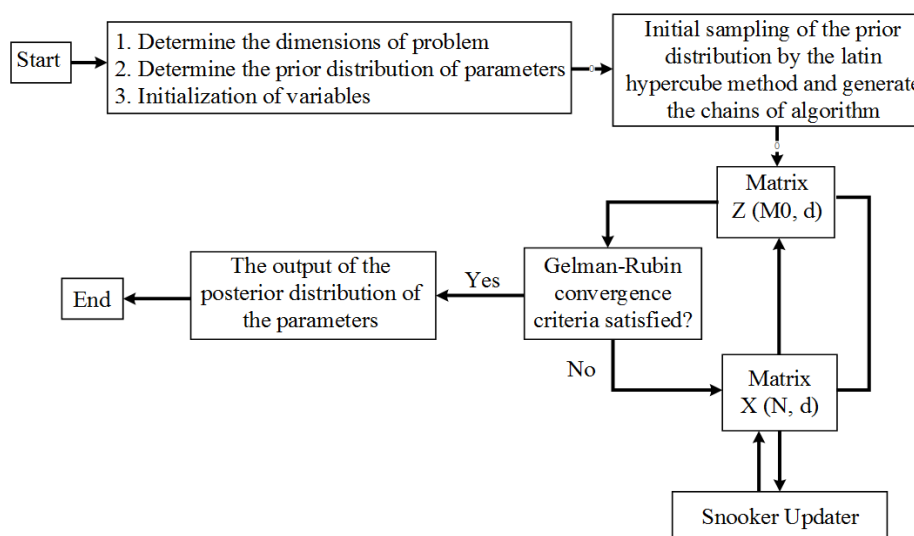 Start
1. Determine the dimensions of problem
2. Determine the prior distribution of parameters
3. Initialization of variables
0
Initial sampling of the prior
distribution by the latin
hypercube method and generate
the chains of algorithm
0
Matrix
Z (M0, d)
Gelman-Rubin
convergence
criteria satisfied?
Yes
The output of the
posterior distribution of
the parameters
End
No
Matrix
X (N, d)
Snooker Updater